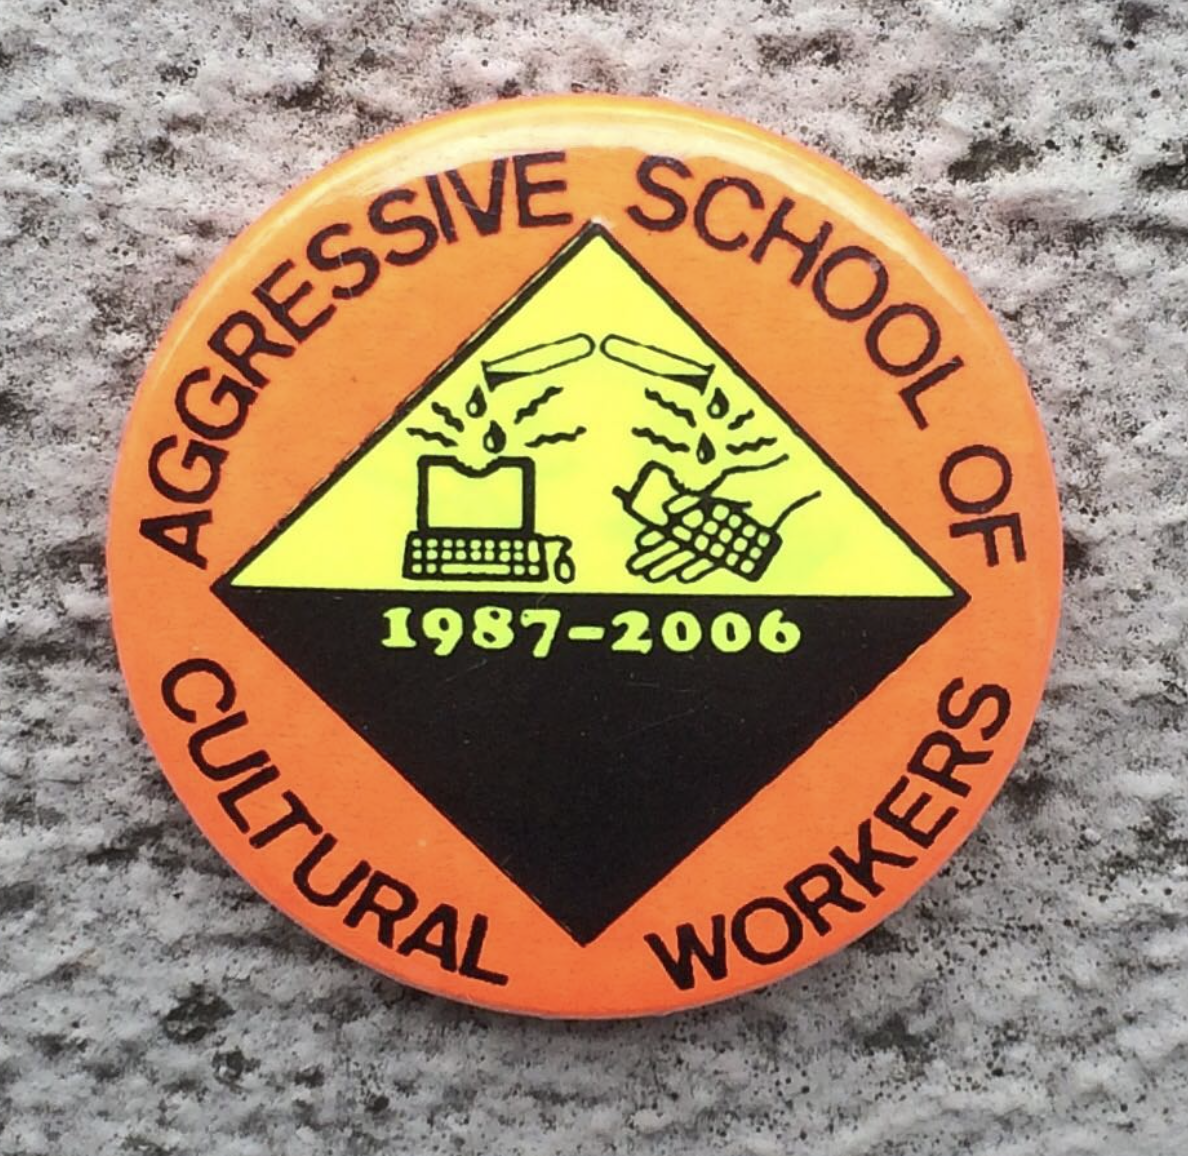 AGGRESSIVE SCHOOL OF
1987-2006
CULTURAL WORKERS